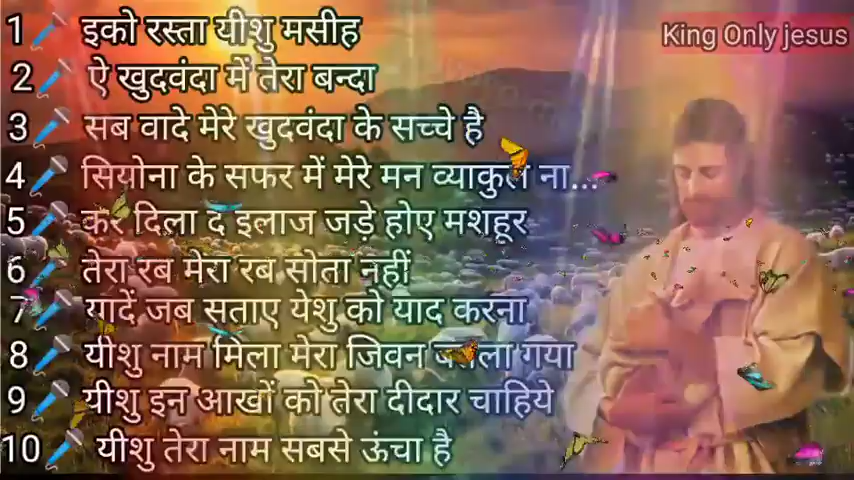 1 इको रस्ता यीशु मसीह
King Only jesus
2 ऐ खुदवंदा में तेरा बन्दा
3 सब वादे मेरे खुदवंदा के सच्चे है
4 सियोना के सफर में मेरे मन व्याकुल ना...
5 कर दिला द इलाज जड़े होए मशहूर
6 तेरा रब मेरा रब सोता नहीं
7 यादें जब सताए येशु को याद करना
8 यीशु नाम मिला मेरा जिवन गया
9 यीशु इन आखों को तेरा दीदार चाहिये
10 यीशु तेरा नाम सबसे ऊंचा है